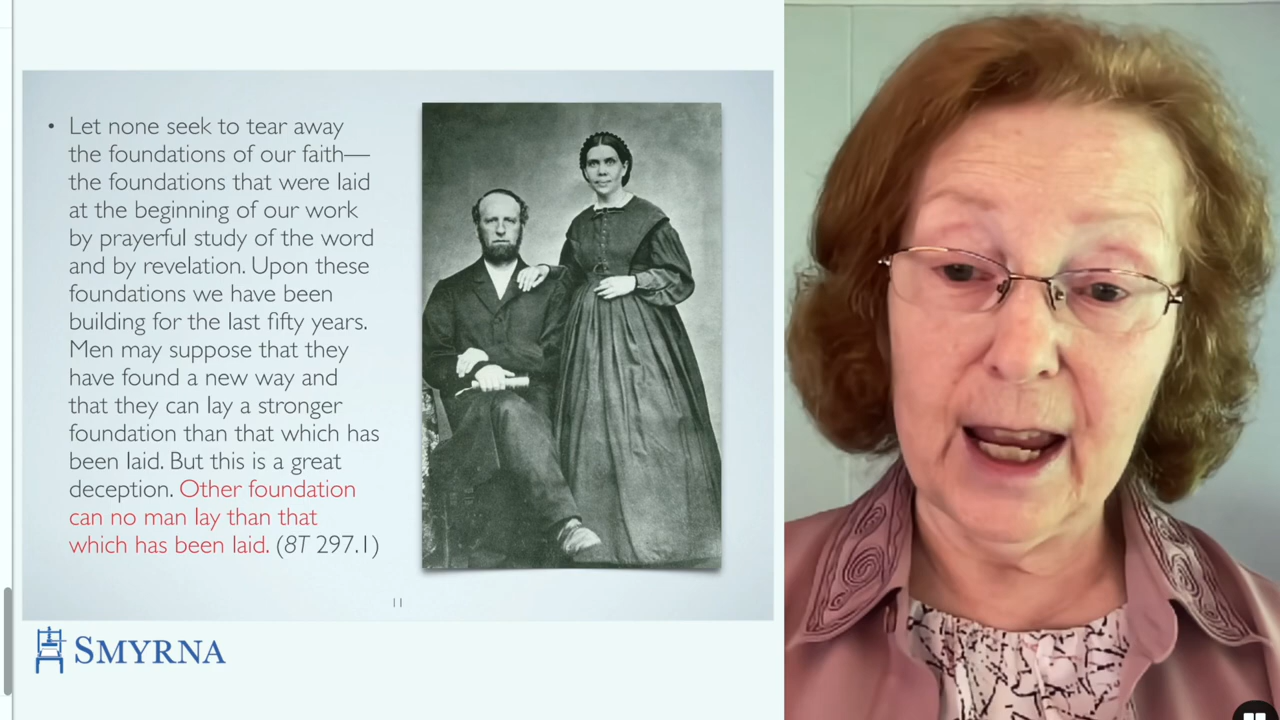 • Let none seek to tear away
the foundations of our faith—
the foundations that were laid
at the beginning of our work
by prayerful study of the word
and by revelation. Upon these
foundations we have been
building for the last fifty years.
Men may suppose that they
have found a new way and
that they can lay a stronger
foundation than that which has
been laid. But this is a great
deception. Other foundation
can no man lay than that
which has been laid. (8T 297.1)
11
SMYRNA